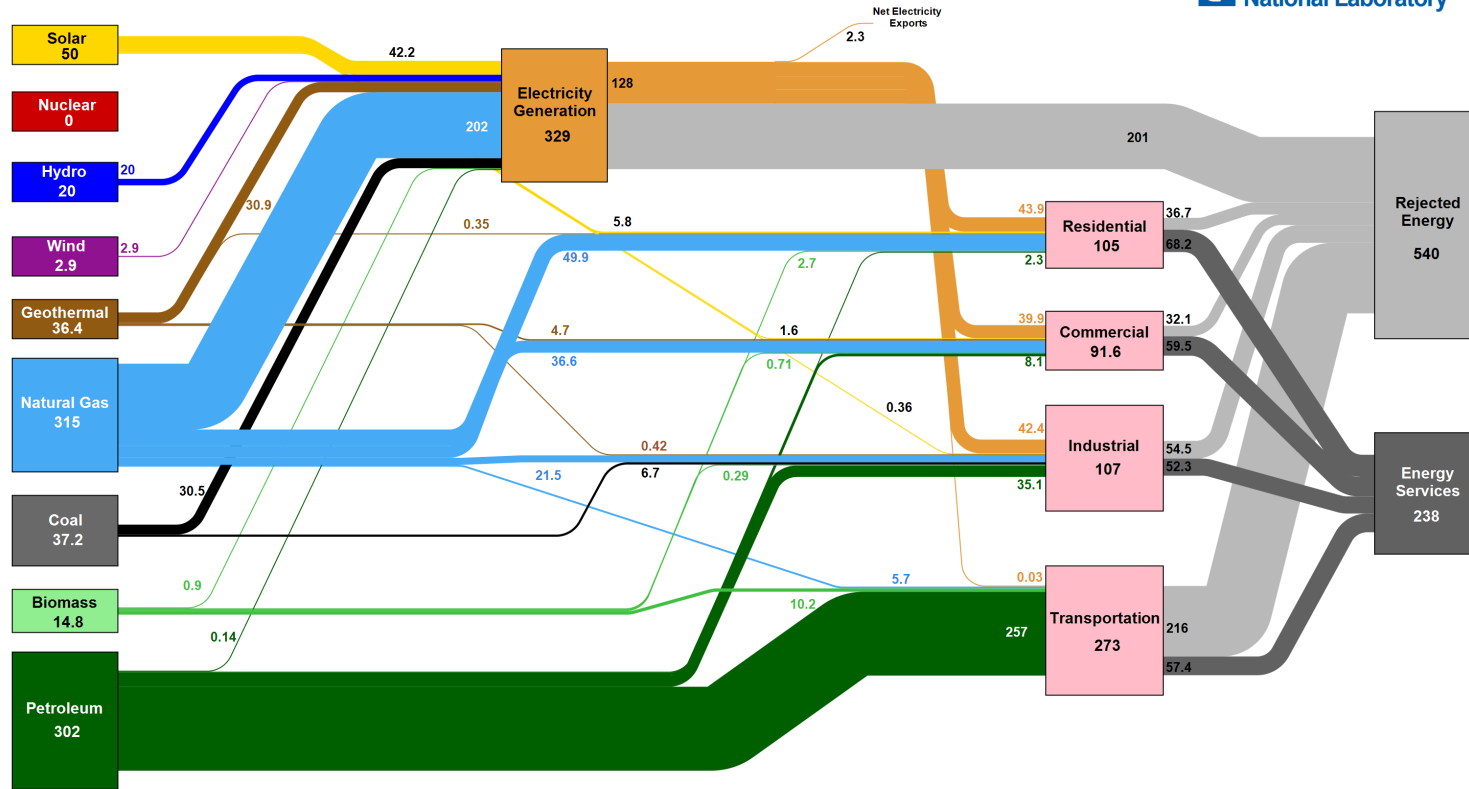 National Laboratory
Net Electricity
Exports
2.3
Solar
50
42.2
Nuclear
0
Hydro
20
20
Wind
2.9
2.9
Geothermal
36.4
30.9
0.35
Natural Gas
315
202
Coal
37.2
30.5
Biomass
14.8
0.9
0.14
Petroleum
302
Electricity
Generation
329
128
201
5.8
49.9
2.7
4.7
36.6
1.6
0.71
0.36
0.42
21.5
6.7
0.29
5.7
10.2
257
43.9
2.3
Residential
105
36.7
68.2
39.9
8.1
Commercial
91.6
32.1
59.5
42.4
35.1
Industrial
107
54.5
52.3
0.03
Transportation
273
216
57.4
Rejected
Energy
540
Energy
Services
238